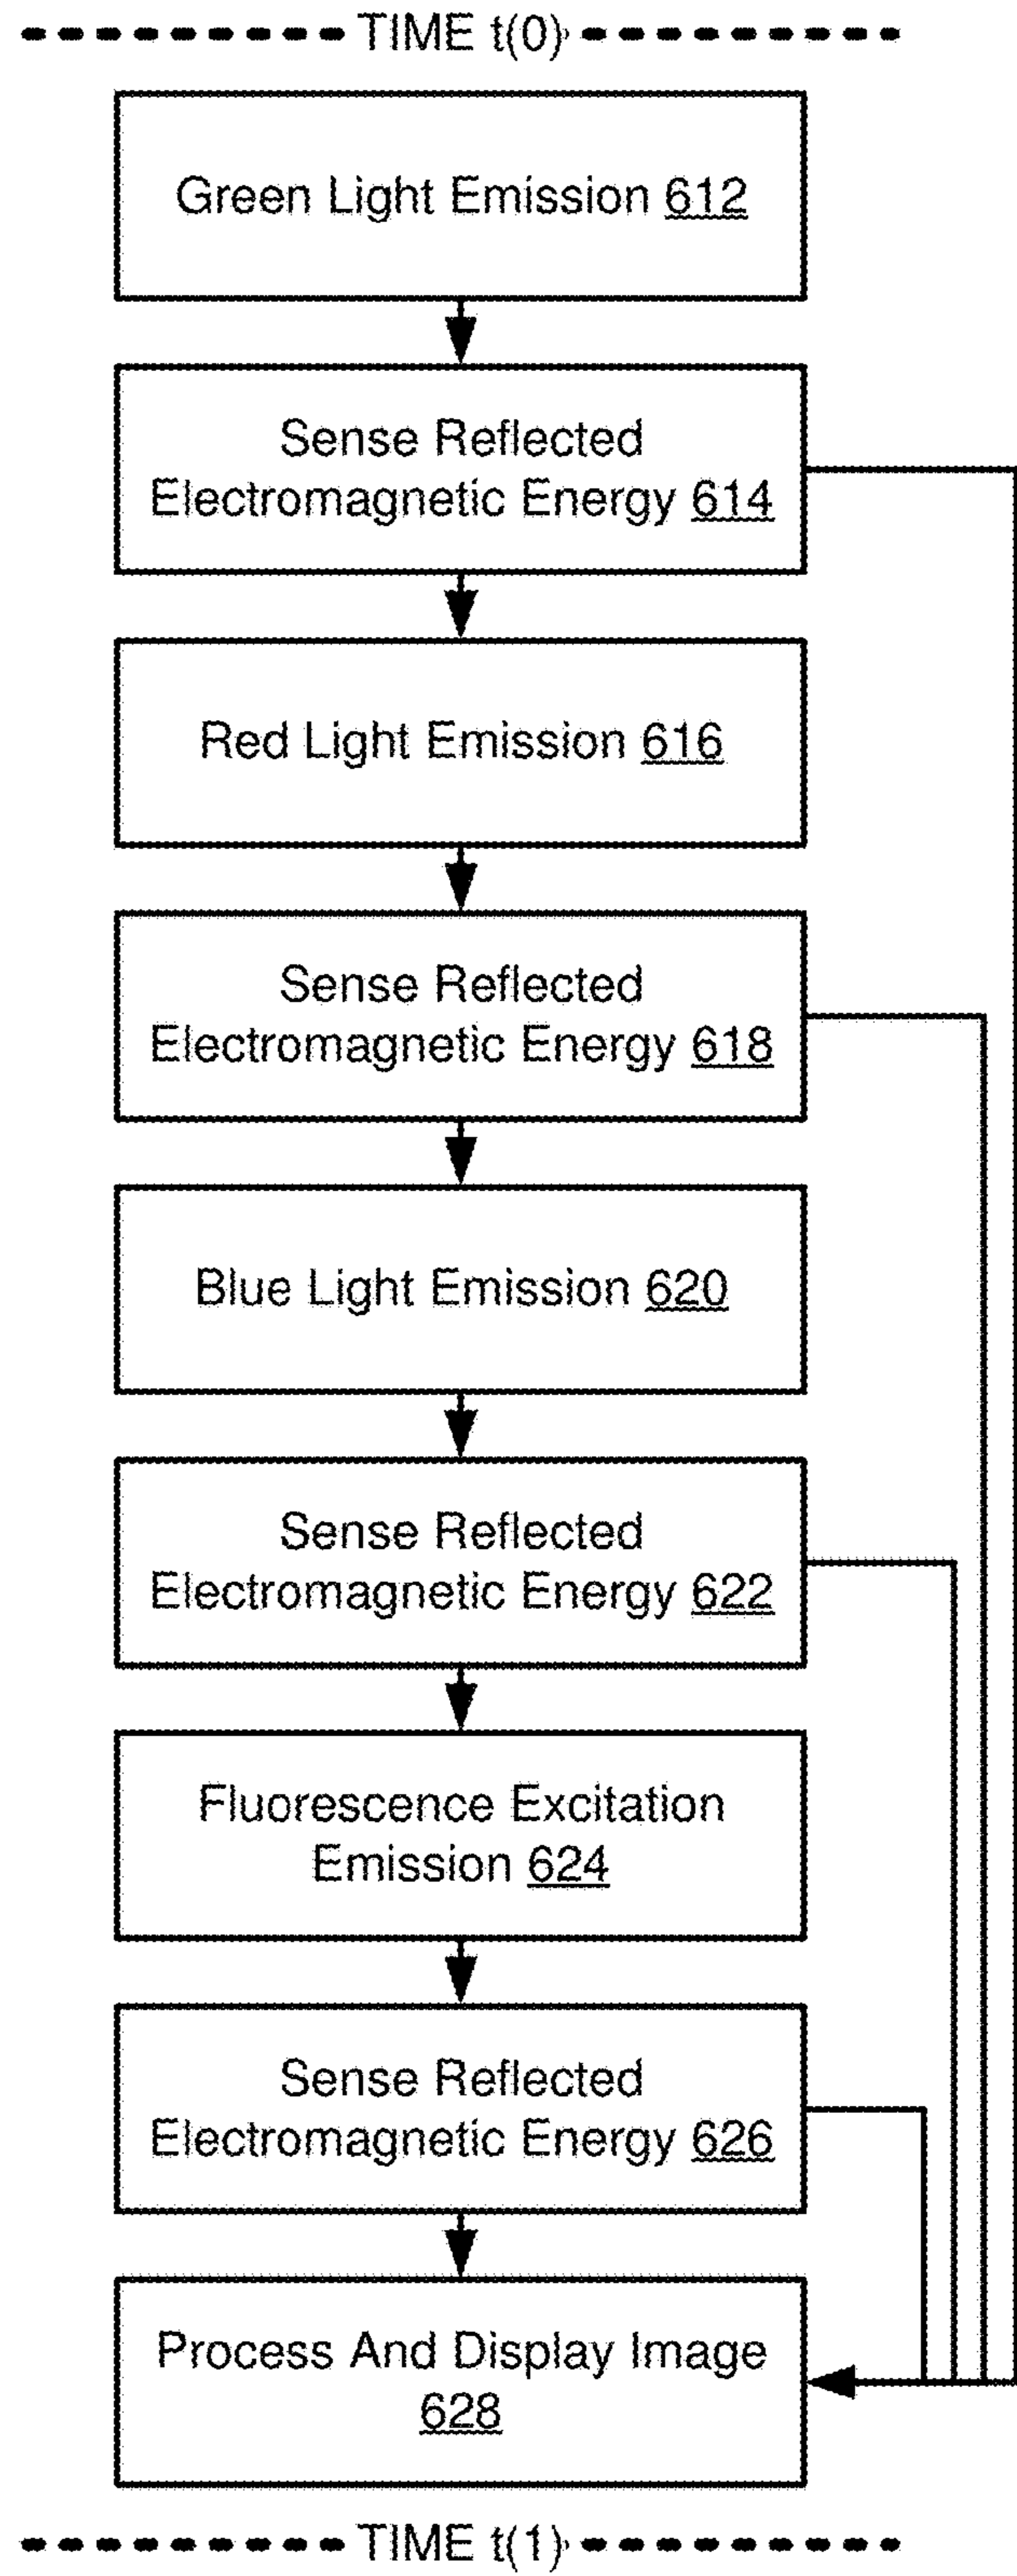 TIME t(0)
Green Light Emission 612
Sense Reflected
Electromagnetic Energy 614
Red Light Emission 616
Sense Reflected
Electromagnetic Energy 618
Blue Light Emission 620
Sense Reflected
Electromagnetic Energy 622
Fluorescence Excitation
Emission 624
Sense Reflected
Electromagnetic Energy 626
Process And Display Image
628
TIME t(1)